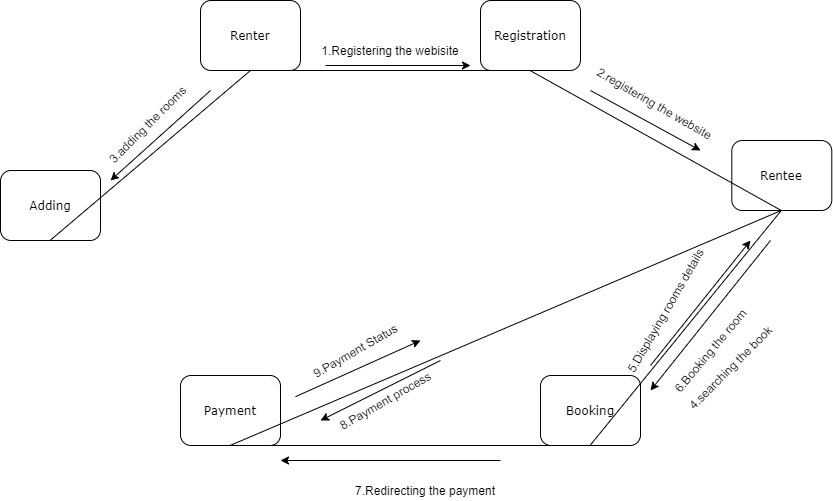 Renter
Registration
1.Registering the webisite
2.registering the website
3.adding the rooms
Rentee
Adding
5.Displaying rooms details
9.Payment Status
6.Booking the room
4.searching the book
8.Payment process
Payment
Booking
7.Redirecting the payment